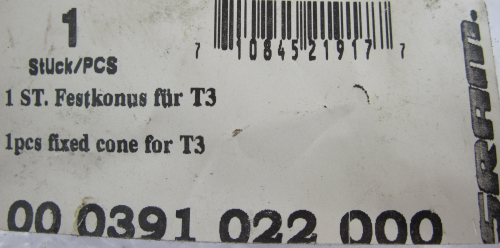 1
Stück/PCS
7 10845 21917 7
1 ST. Festkonus für T3
1pcs fixed cone for T3
00 0391 022 000
SRAM.